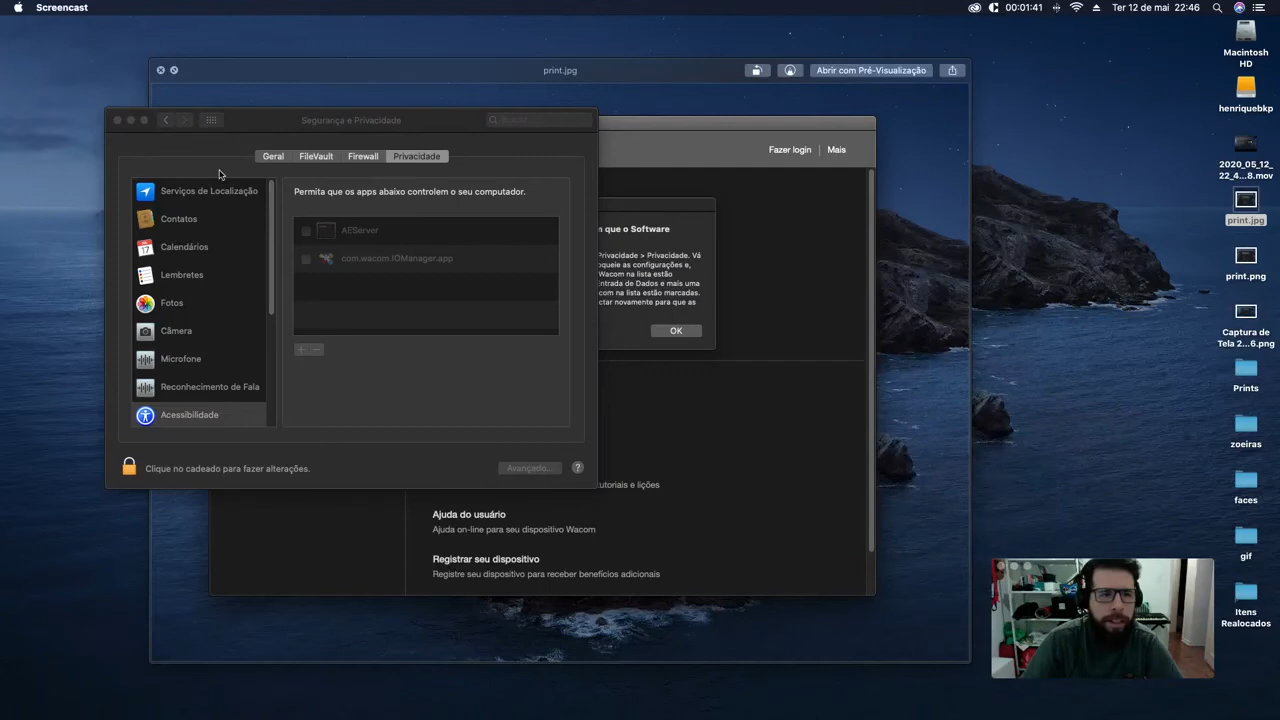 Screencast
00:01:41
Ter 12 de mai 22:46
print.jpg
Abrir com Pré-Visualização
Segurança e Privacidade
Buscar
Geral
FileVault
Firewall
Privacidade
Fazer login
Mais
Serviços de Localização
Contatos
Calendários
Lembretes
Fotos
Câmera
Microfone
Reconhecimento de Fala
Acessibilidade
Permita que os apps abaixo controlem o seu computador.
AEServer
com.wacom.IOManager.app
Clique no cadeado para fazer alterações.
Avançado...
?
m que o Software
Privacidade > Privacidade. Vá
queie as configurações e,
Wacom na lista estão
Entrada de Dados e mais uma
com na lista estão marcadas.
ctar novamente para que as
OK
utoriais e lições
Ajuda do usuário
Ajuda on-line para seu dispositivo Wacom
Registrar seu dispositivo
Registre seu dispositivo para receber benefícios adicionais
Macintosh
HD
henriquebkp
2020_05_12_
22_4...8.mov
print.jpg
print.png
Captura de
Tela 2...6.png
Prints
zoeiras
faces
gif
Itens
Realocados